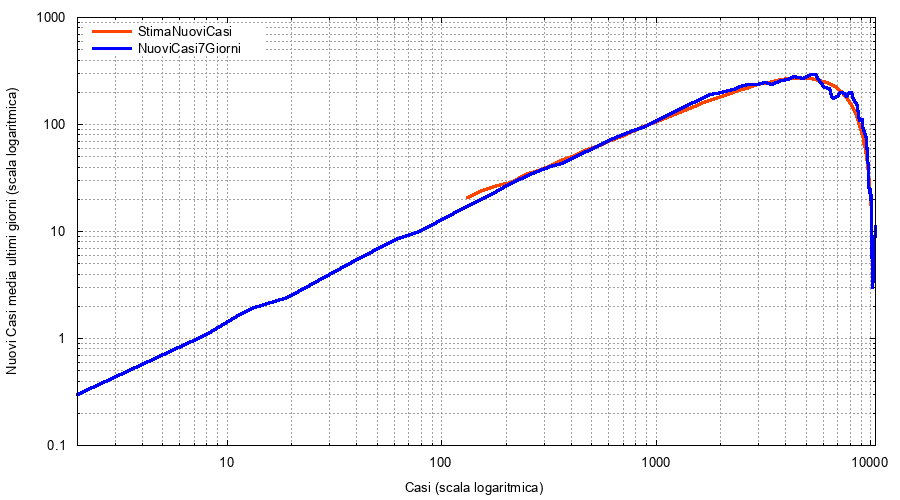 1000
StimaNuoviCasi
NuoviCasi7Giorni
100
10
1
0.1
Nuovi Casi media ultimi giorni (scala logaritmica)
10
100
1000
10000
Casi (scala logaritmica)